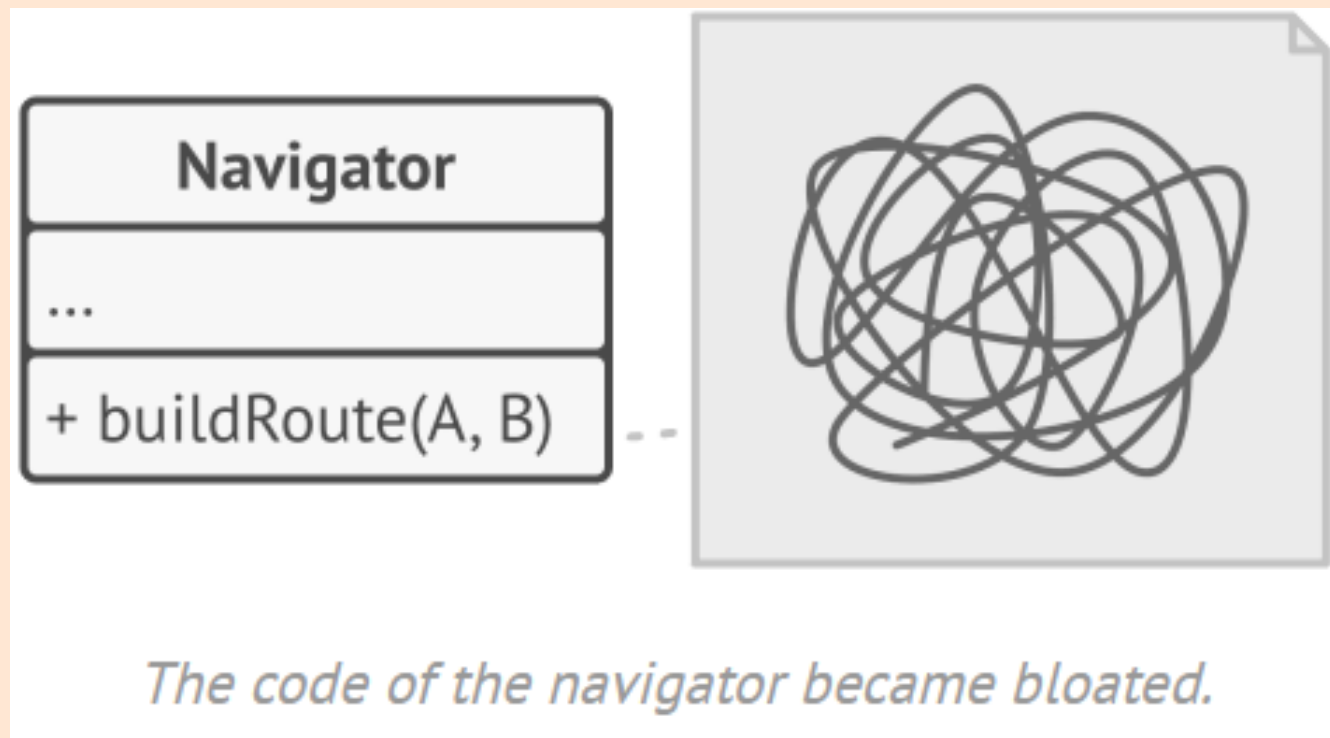 Navigator
...
+ buildRoute(A, B)
The code of the navigator became bloated.